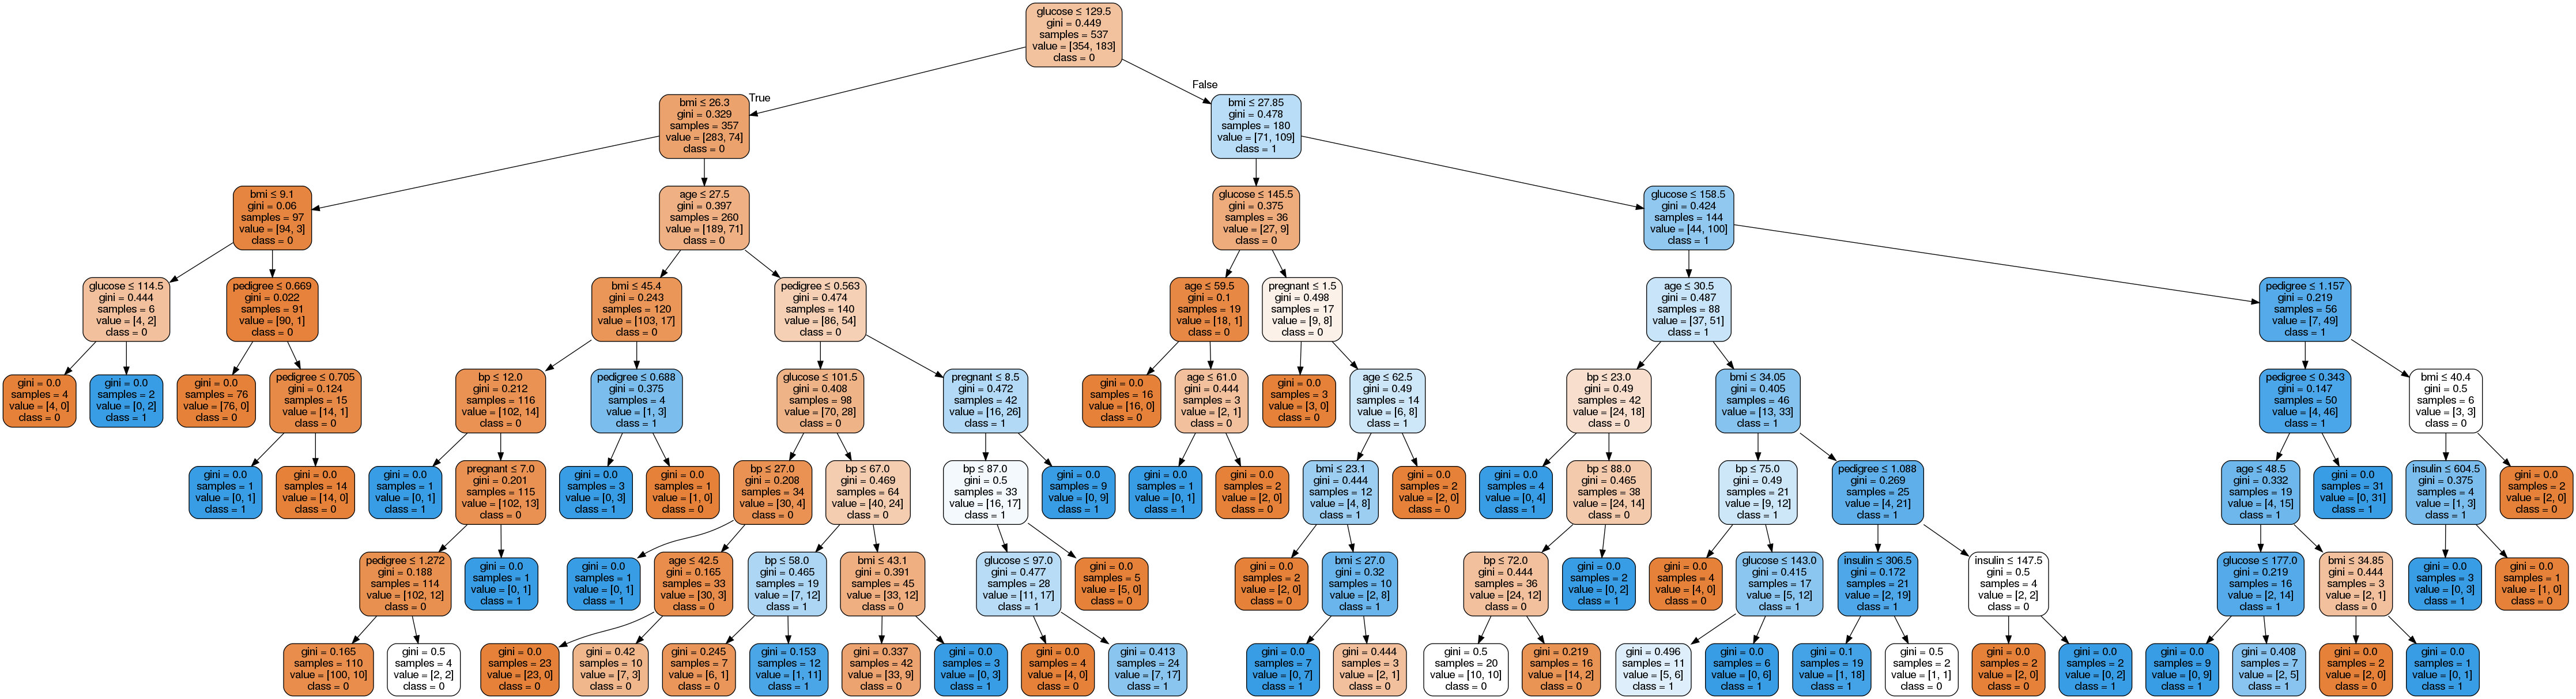 glucose ≤ 129.5
gini = 0.449
samples = 537
value = [354, 183]
class = 0
True
False
bmi ≤ 26.3
gini = 0.329
samples = 357
value = [283, 74]
class = 0
bmi ≤ 27.85
gini = 0.478
samples = 180
value = [71, 109]
class = 1
bmi ≤ 9.1
gini = 0.06
samples = 97
value = [94, 3]
class = 0
age ≤ 27.5
gini = 0.397
samples = 260
value = [189, 71]
class = 0
glucose ≤ 145.5
gini = 0.375
samples = 36
value = [27, 9]
class = 0
glucose ≤ 158.5
gini = 0.424
samples = 144
value = [44, 100]
class = 1
glucose ≤ 114.5
gini = 0.444
samples = 6
value = [4, 2]
class = 0
pedigree ≤ 0.669
gini = 0.022
samples = 91
value = [90, 1]
class = 0
bmi ≤ 45.4
gini = 0.243
samples = 120
value = [103, 17]
class = 0
pedigree ≤ 0.563
gini = 0.474
samples = 140
value = [86, 54]
class = 0
age ≤ 59.5
gini = 0.1
samples = 19
value = [18, 1]
class = 0
pregnant ≤ 1.5
gini = 0.498
samples = 17
value = [9, 8]
class = 0
age ≤ 30.5
gini = 0.487
samples = 88
value = [37, 51]
class = 1
pedigree ≤ 1.157
gini = 0.219
samples = 56
value = [7, 49]
class = 1
gini = 0.0
samples = 4
value = [4, 0]
class = 0
gini = 0.0
samples = 2
value = [0, 2]
class = 1
gini = 0.0
samples = 76
value = [76, 0]
class = 0
pedigree ≤ 0.705
gini = 0.124
samples = 15
value = [14, 1]
class = 0
bp ≤ 12.0
gini = 0.212
samples = 116
value = [102, 14]
class = 0
pedigree ≤ 0.688
gini = 0.375
samples = 4
value = [1, 3]
class = 1
glucose ≤ 101.5
gini = 0.408
samples = 98
value = [70, 28]
class = 0
pregnant ≤ 8.5
gini = 0.472
samples = 42
value = [16, 26]
class = 1
gini = 0.0
samples = 16
value = [16, 0]
class = 0
age ≤ 61.0
gini = 0.444
samples = 3
value = [2, 1]
class = 0
gini = 0.0
samples = 3
value = [3, 0]
class = 0
age ≤ 62.5
gini = 0.49
samples = 14
value = [6, 8]
class = 1
bp ≤ 23.0
gini = 0.49
samples = 42
value = [24, 18]
class = 0
bmi ≤ 34.05
gini = 0.405
samples = 46
value = [13, 33]
class = 1
pedigree ≤ 0.343
gini = 0.147
samples = 50
value = [4, 46]
class = 1
bmi ≤ 40.4
gini = 0.5
samples = 6
value = [3, 3]
class = 0
gini = 0.0
samples = 1
value = [0, 1]
class = 1
gini = 0.0
samples = 14
value = [14, 0]
class = 0
gini = 0.0
samples = 1
value = [0, 1]
class = 1
pregnant ≤ 7.0
gini = 0.201
samples = 115
value = [102, 13]
class = 0
gini = 0.0
samples = 3
value = [0, 3]
class = 1
gini = 0.0
samples = 1
value = [1, 0]
class = 0
bp ≤ 27.0
gini = 0.208
samples = 34
value = [30, 4]
class = 0
bp ≤ 67.0
gini = 0.469
samples = 64
value = [40, 24]
class = 0
bp ≤ 87.0
gini = 0.5
samples = 33
value = [16, 17]
class = 1
gini = 0.0
samples = 9
value = [0, 9]
class = 1
gini = 0.0
samples = 1
value = [0, 1]
class = 1
gini = 0.0
samples = 2
value = [2, 0]
class = 0
bmi ≤ 23.1
gini = 0.444
samples = 12
value = [4, 8]
class = 1
gini = 0.0
samples = 2
value = [2, 0]
class = 0
gini = 0.0
samples = 4
value = [0, 4]
class = 1
bp ≤ 88.0
gini = 0.465
samples = 38
value = [24, 14]
class = 0
bp ≤ 75.0
gini = 0.49
samples = 21
value = [9, 12]
class = 1
pedigree ≤ 1.088
gini = 0.269
samples = 25
value = [4, 21]
class = 1
age ≤ 48.5
gini = 0.332
samples = 19
value = [4, 15]
class = 1
gini = 0.0
samples = 31
value = [0, 31]
class = 1
insulin ≤ 604.5
gini = 0.375
samples = 4
value = [1, 3]
class = 1
gini = 0.0
samples = 2
value = [2, 0]
class = 0
pedigree ≤ 1.272
gini = 0.188
samples = 114
value = [102, 12]
class = 0
gini = 0.0
samples = 1
value = [0, 1]
class = 1
gini = 0.0
samples = 1
value = [0, 1]
class = 1
age ≤ 42.5
gini = 0.165
samples = 33
value = [30, 3]
class = 0
bp ≤ 58.0
gini = 0.465
samples = 19
value = [7, 12]
class = 1
bmi ≤ 43.1
gini = 0.391
samples = 45
value = [33, 12]
class = 0
glucose ≤ 97.0
gini = 0.477
samples = 28
value = [11, 17]
class = 1
gini = 0.0
samples = 5
value = [5, 0]
class = 0
gini = 0.0
samples = 2
value = [2, 0]
class = 0
bmi ≤ 27.0
gini = 0.32
samples = 10
value = [2, 8]
class = 1
bp ≤ 72.0
gini = 0.444
samples = 36
value = [24, 12]
class = 0
gini = 0.0
samples = 2
value = [0, 2]
class = 1
gini = 0.0
samples = 4
value = [4, 0]
class = 0
glucose ≤ 143.0
gini = 0.415
samples = 17
value = [5, 12]
class = 1
insulin ≤ 306.5
gini = 0.172
samples = 21
value = [2, 19]
class = 1
insulin ≤ 147.5
gini = 0.5
samples = 4
value = [2, 2]
class = 0
glucose ≤ 177.0
gini = 0.219
samples = 16
value = [2, 14]
class = 1
bmi ≤ 34.85
gini = 0.444
samples = 3
value = [2, 1]
class = 0
gini = 0.0
samples = 3
value = [0, 3]
class = 1
gini = 0.0
samples = 1
value = [1, 0]
class = 0
gini = 0.165
samples = 110
value = [100, 10]
class = 0
gini = 0.5
samples = 4
value = [2, 2]
class = 0
gini = 0.0
samples = 23
value = [23, 0]
class = 0
gini = 0.42
samples = 10
value = [7, 3]
class = 0
gini = 0.245
samples = 7
value = [6, 1]
class = 0
gini = 0.153
samples = 12
value = [1, 11]
class = 1
gini = 0.337
samples = 42
value = [33, 9]
class = 0
gini = 0.0
samples = 3
value = [0, 3]
class = 1
gini = 0.0
samples = 4
value = [4, 0]
class = 0
gini = 0.413
samples = 24
value = [7, 17]
class = 1
gini = 0.0
samples = 7
value = [0, 7]
class = 1
gini = 0.444
samples = 3
value = [2, 1]
class = 0
gini = 0.5
samples = 20
value = [10, 10]
class = 0
gini = 0.219
samples = 16
value = [14, 2]
class = 0
gini = 0.496
samples = 11
value = [5, 6]
class = 1
gini = 0.0
samples = 6
value = [0, 6]
class = 1
gini = 0.1
samples = 19
value = [1, 18]
class = 1
gini = 0.5
samples = 2
value = [1, 1]
class = 0
gini = 0.0
samples = 2
value = [2, 0]
class = 0
gini = 0.0
samples = 2
value = [0, 2]
class = 1
gini = 0.0
samples = 9
value = [0, 9]
class = 1
gini = 0.408
samples = 7
value = [2, 5]
class = 1
gini = 0.0
samples = 2
value = [2, 0]
class = 0
gini = 0.0
samples = 1
value = [0, 1]
class = 1